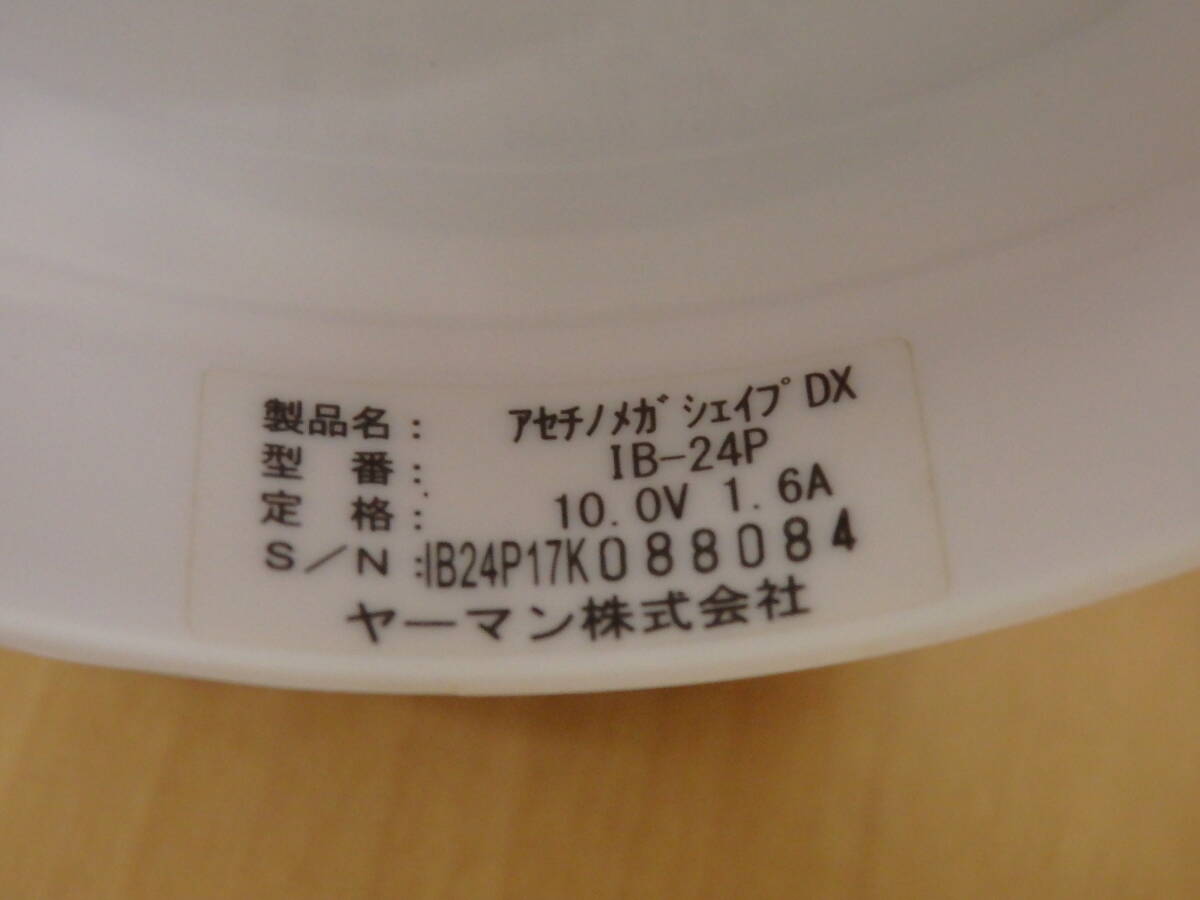 製品名： ｱｾﾁﾉﾒｶﾞｼｪｲﾌﾟDX
型　番： IB-24P
定　格： 10.0V 1.6A
S／N：IB24P17K088084
ヤーマン株式会社